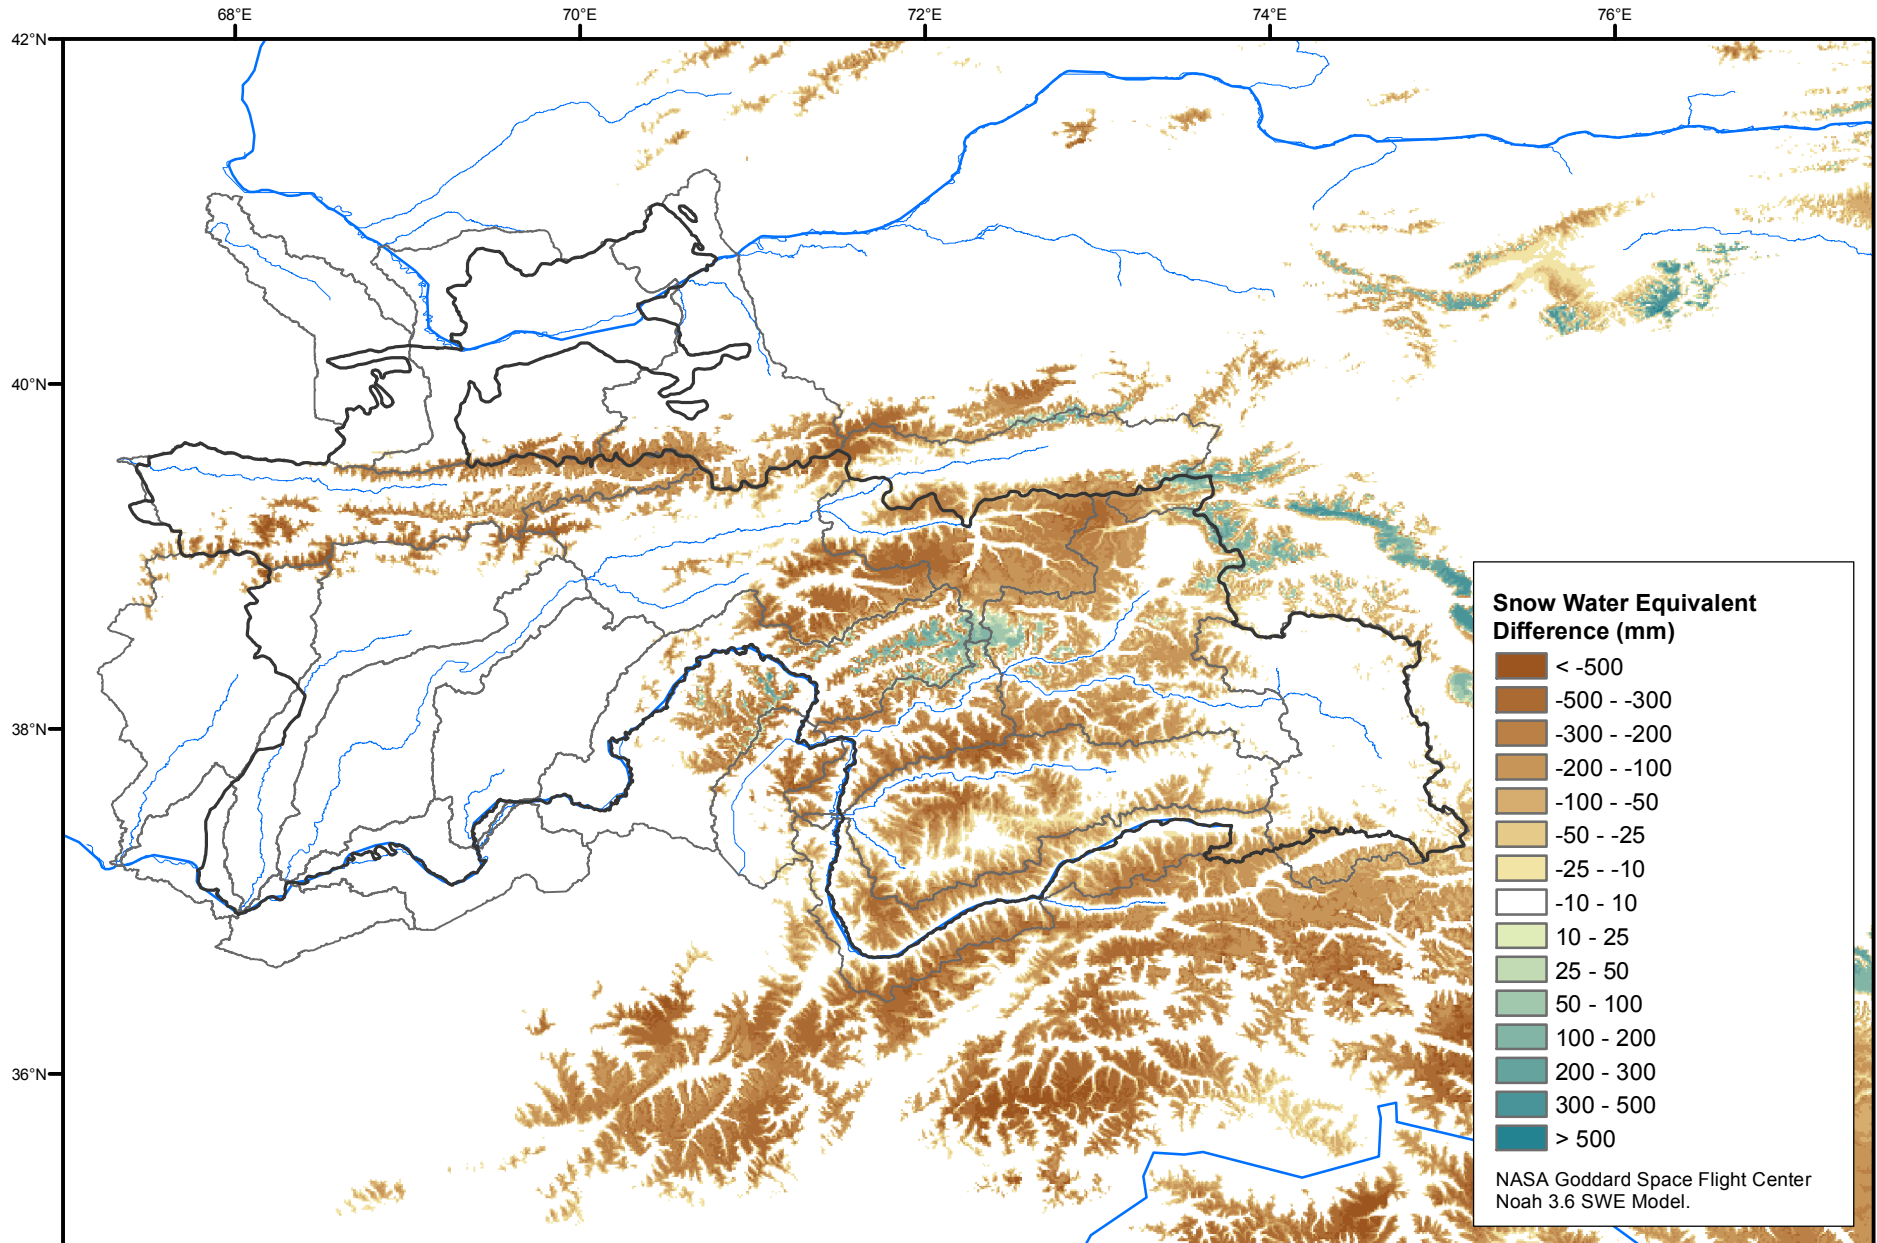 68°E 70°E 72°E 74°E 76°E
42°N
40°N
38°N
36°N
Snow Water Equivalent
Difference (mm)
< -500
-500 - -300
-300 - -200
-200 - -100
-100 - -50
-50 - -25
-25 - -10
-10 - 10
10 - 25
25 - 50
50 - 100
100 - 200
200 - 300
300 - 500
> 500
NASA Goddard Space Flight Center
Noah 3.6 SWE Model.